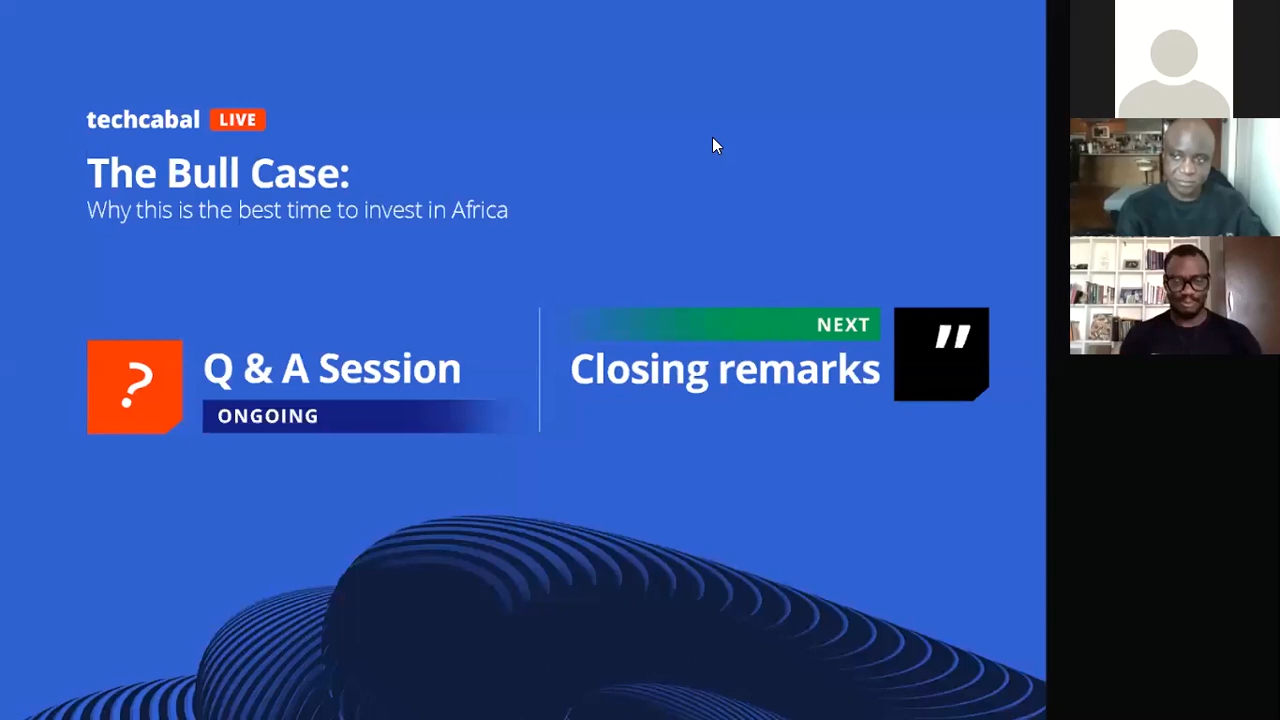 techcabal LIVE
The Bull Case:
Why this is the best time to invest in Africa
?
Q & A Session
ONGOING
NEXT
Closing remarks
"